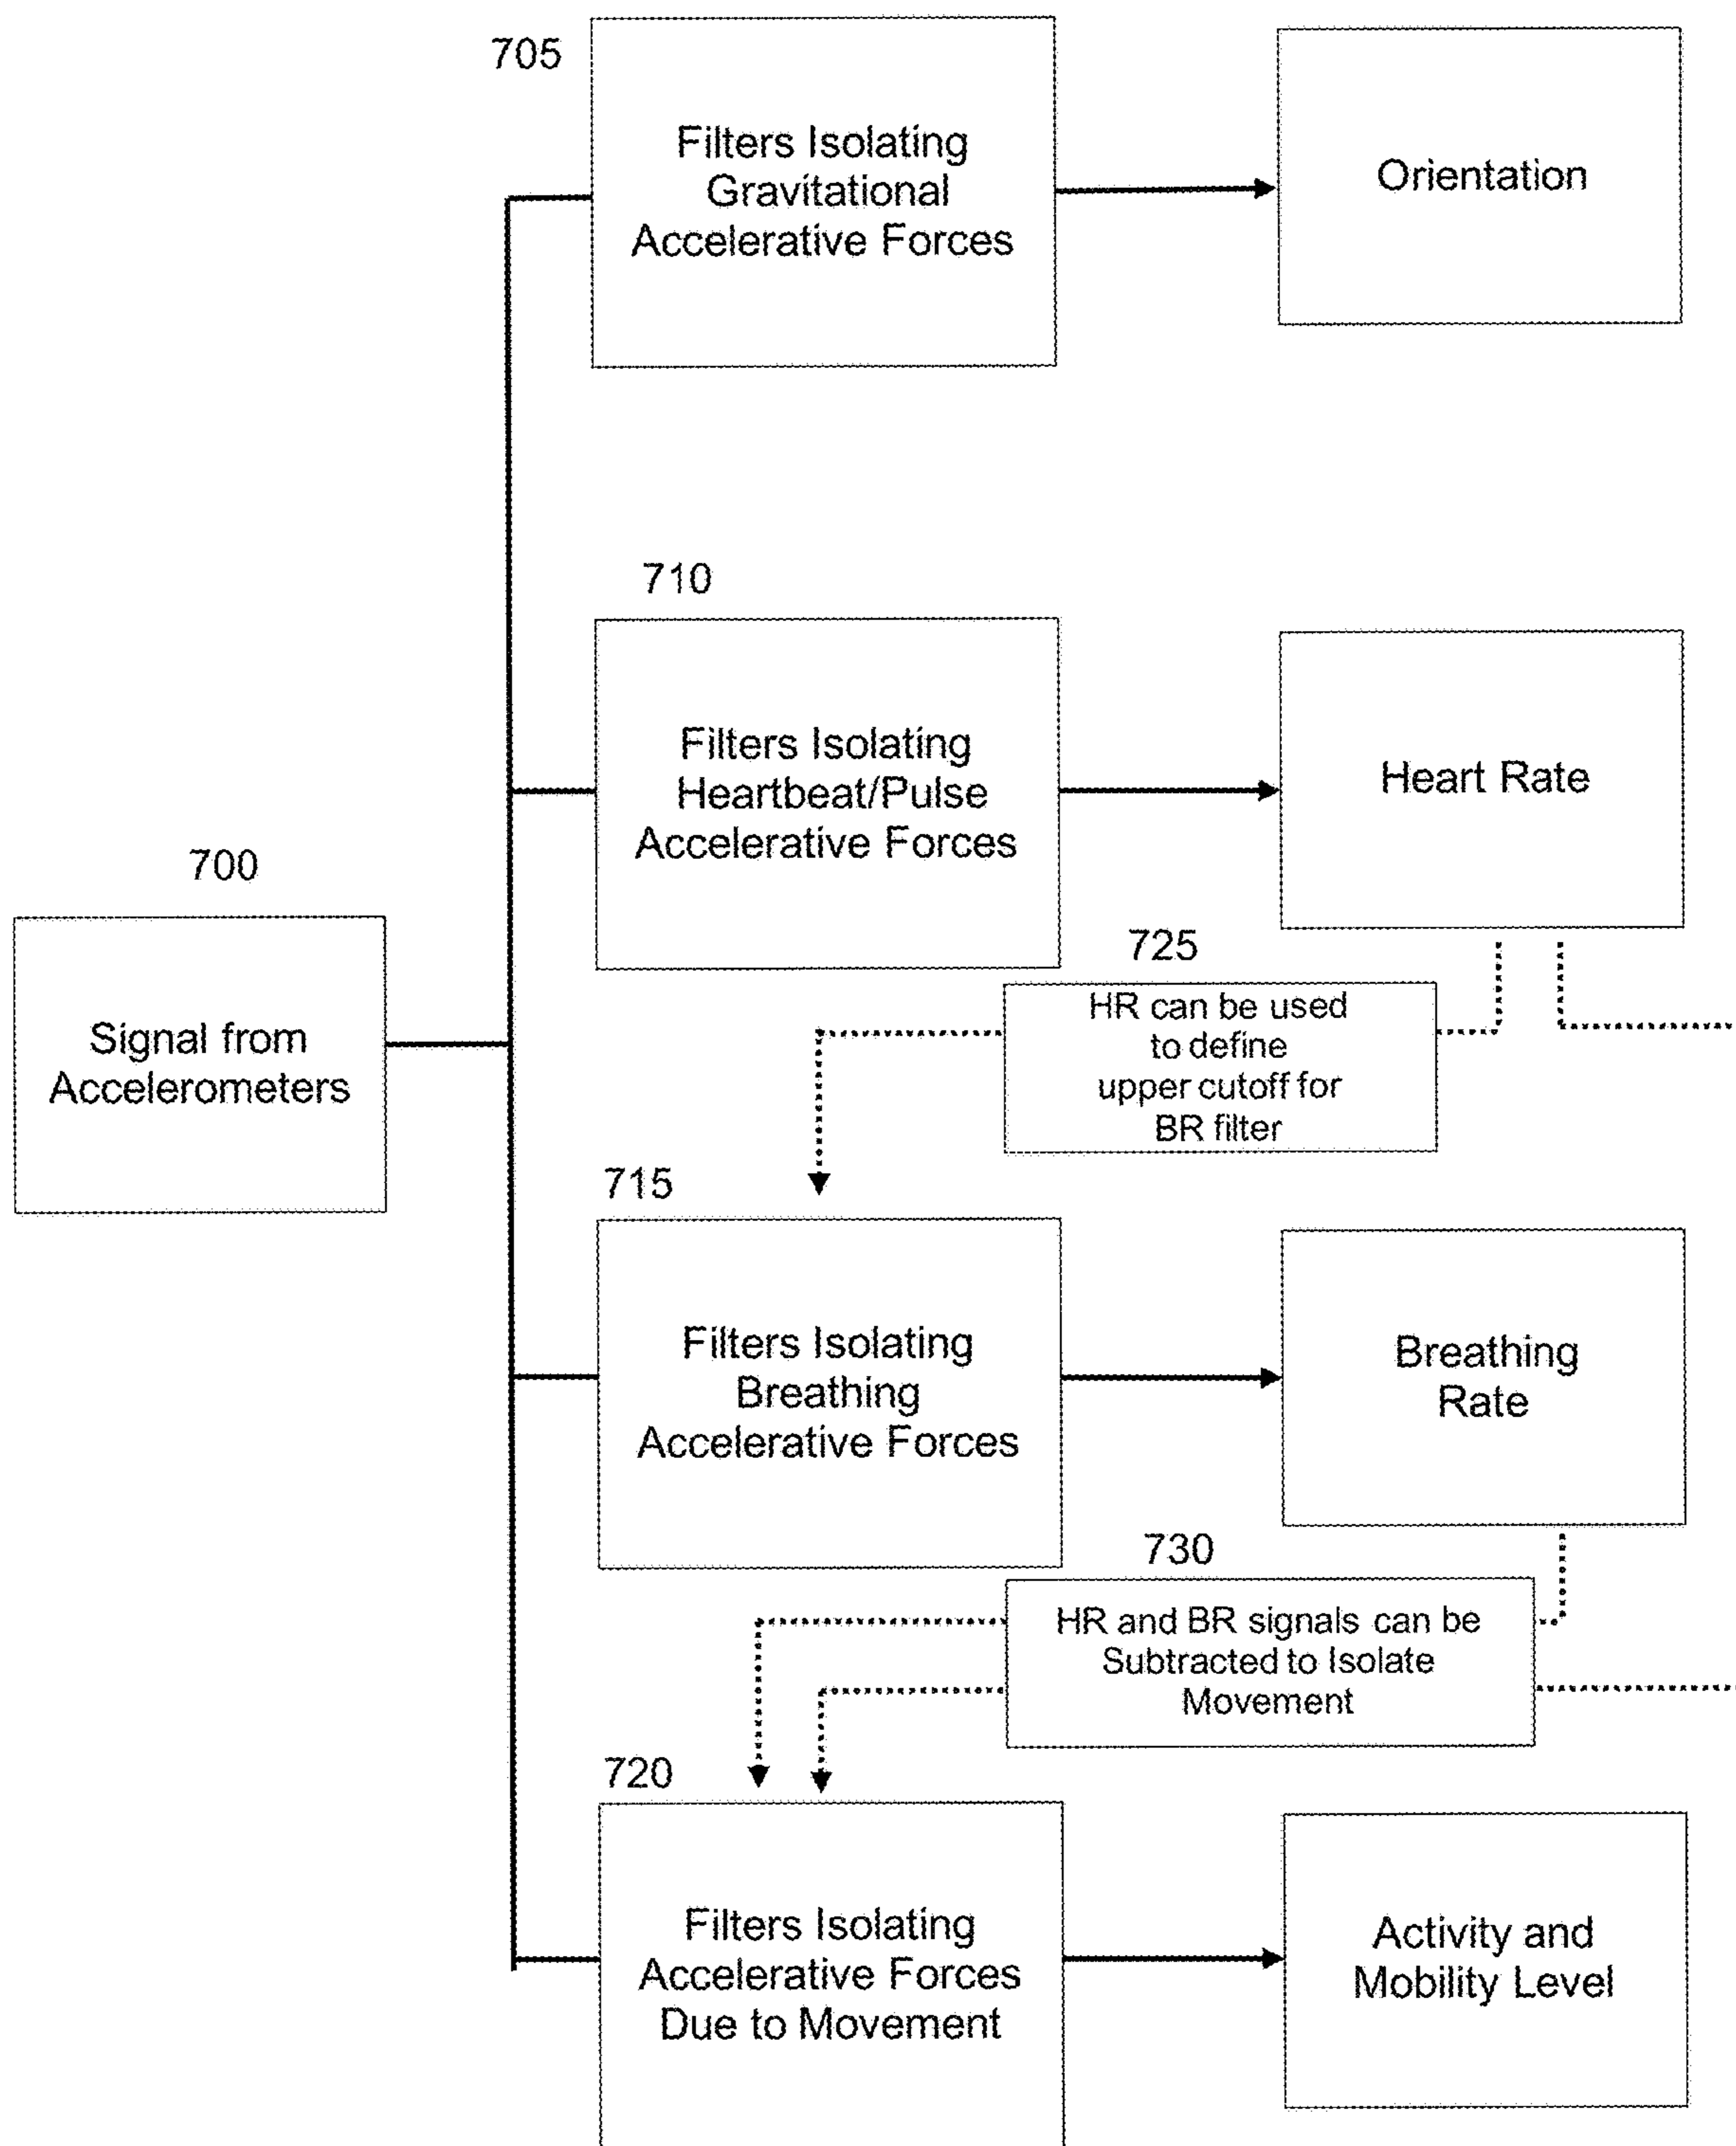 705
Filters Isolating
Gravitational
Accelerative Forces
Orientation
710
Filters Isolating
Heartbeat/Pulse
Accelerative Forces
Heart Rate
700
Signal from
Accelerometers
725
HR can be used
to define
upper cutoff for
BR filter
715
Filters Isolating
Breathing
Accelerative Forces
Breathing
Rate
730
HR and BR signals can be
Subtracted to Isolate
Movement
720
Filters Isolating
Accelerative Forces
Due to Movement
Activity and
Mobility Level